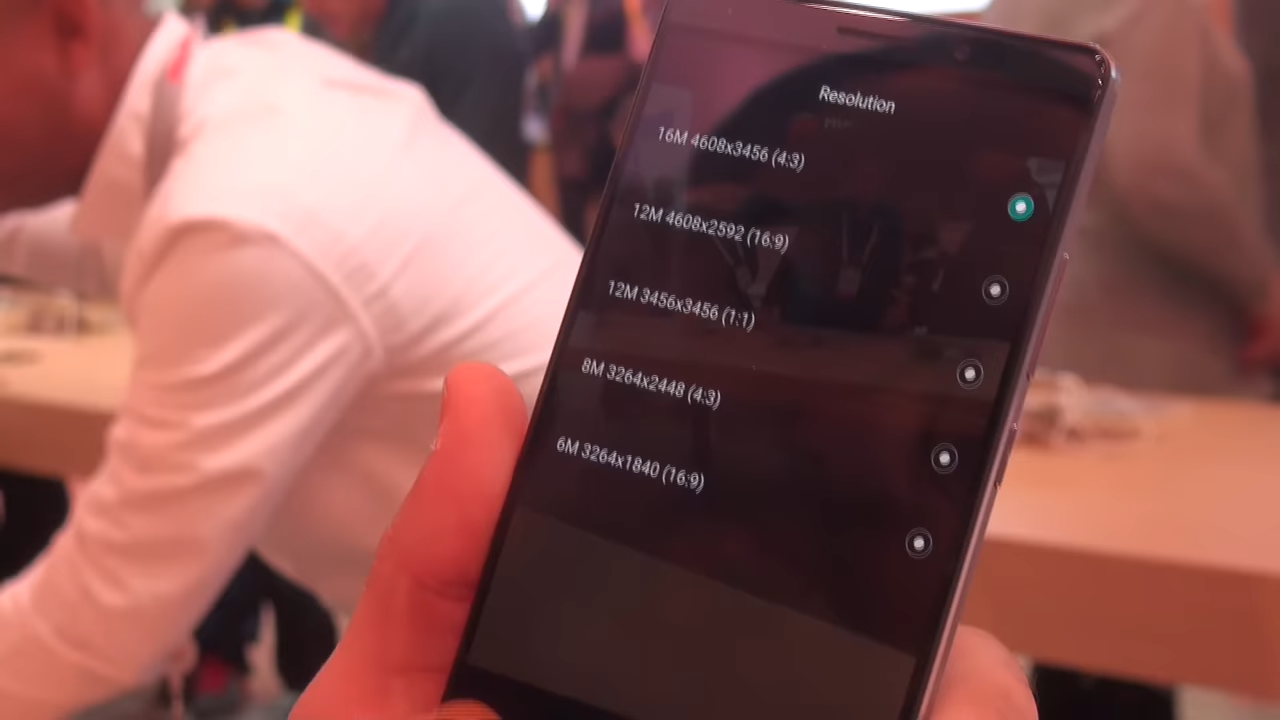 Resolution
16M 4608x3456 (4:3)
12M 4608x2592 (16:9)
12M 3456x3456 (1:1)
8M 3264x2448 (4:3)
6M 3264x1840 (16:9)